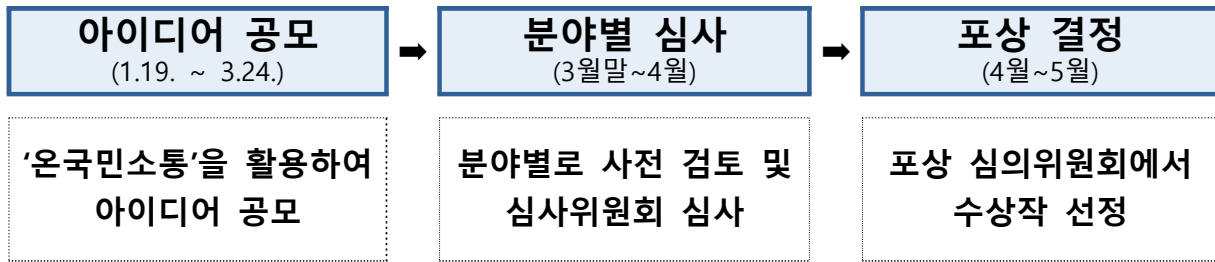 아이디어 공모
(1.19. ~ 3.24.)
➡
분야별 심사
(3월말~4월)
➡
포상 결정
(4월~5월)
‘온국민소통’을 활용하여
아이디어 공모
분야별로 사전 검토 및
심사위원회 심사
포상 심의위원회에서
수상작 선정